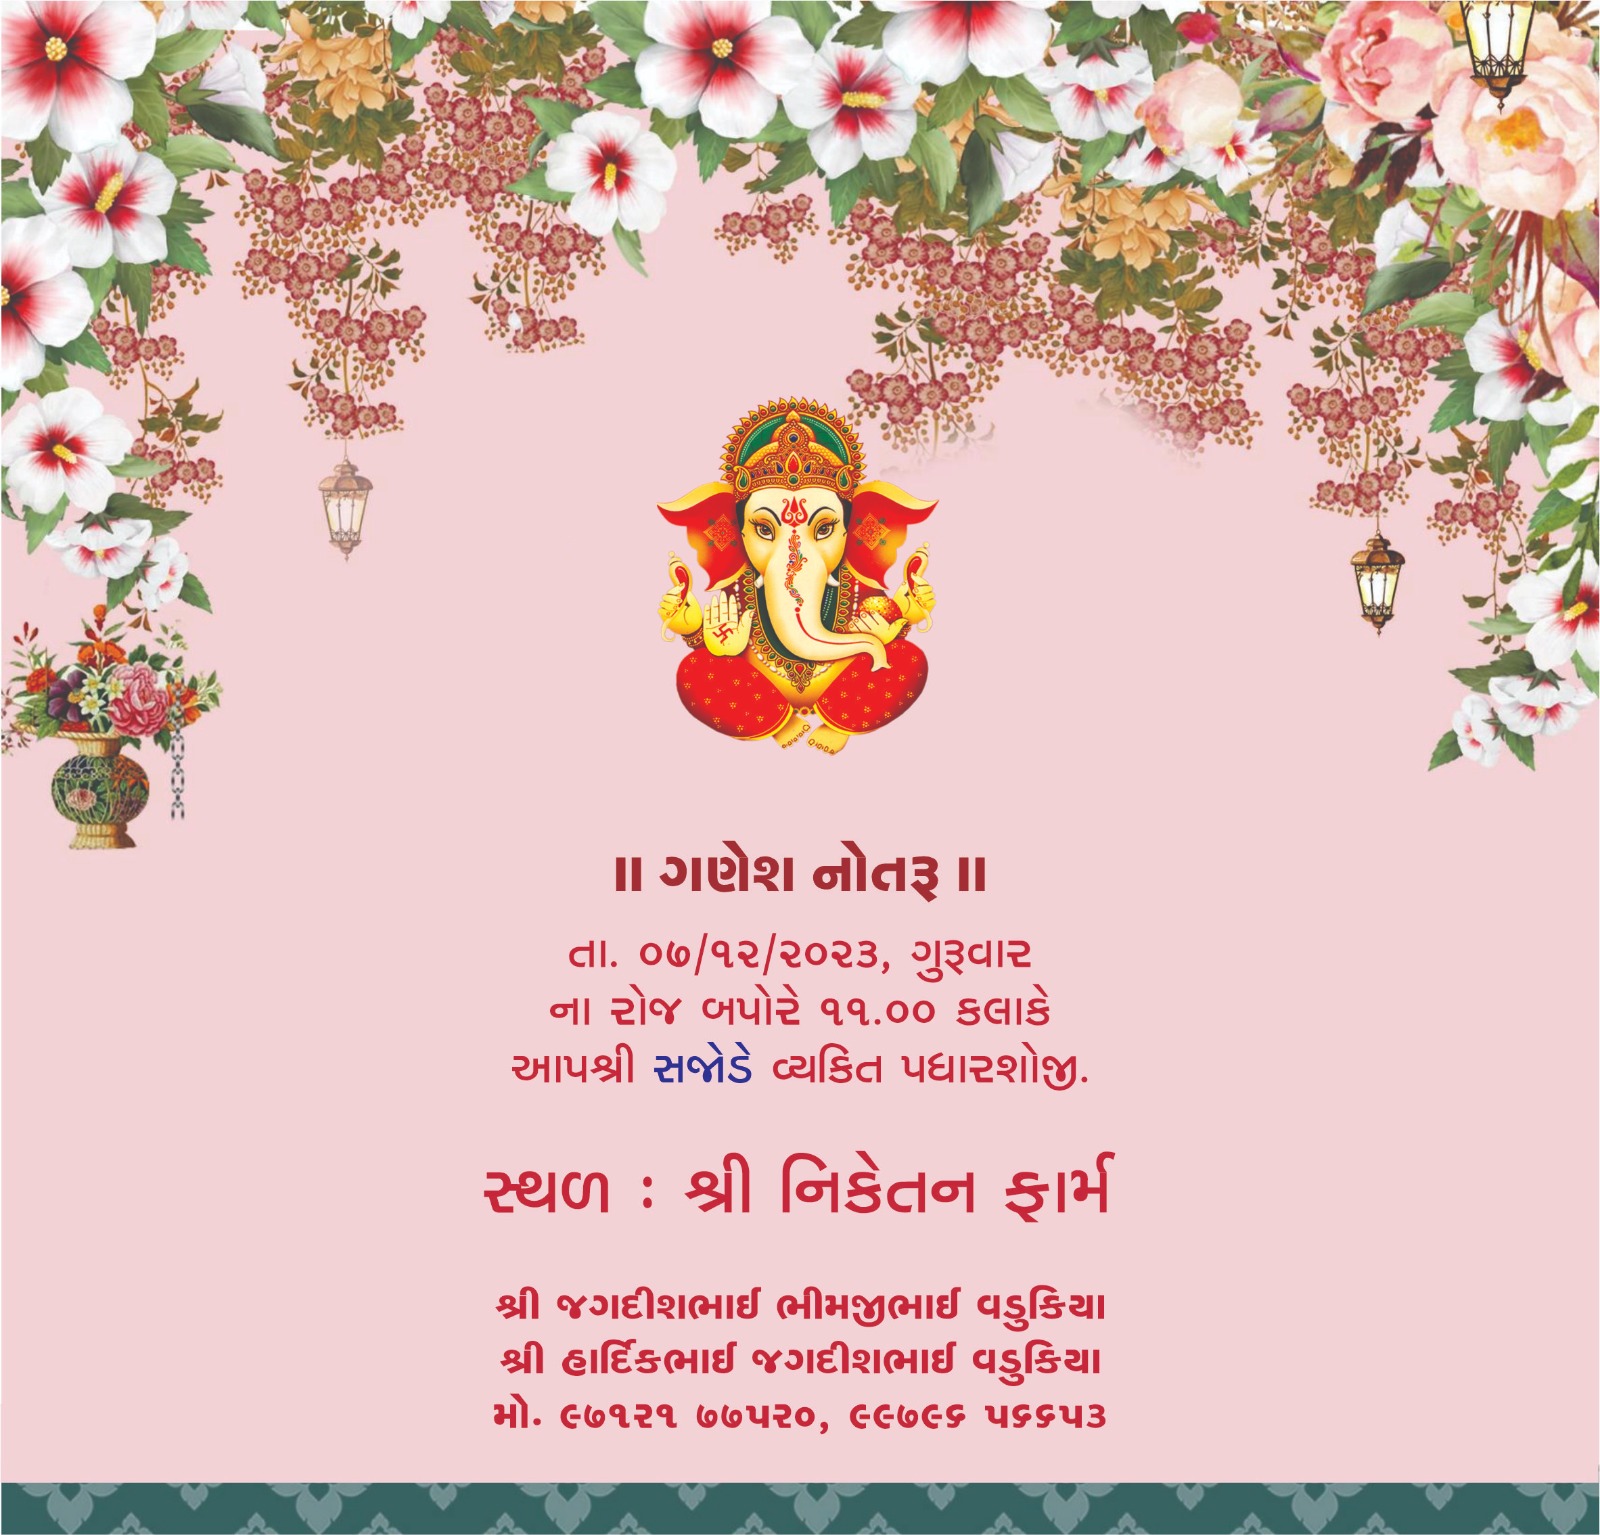 ॥ ગણેશ નોતરૂ ॥
તા. ૦૭/૧૨/૨૦૨૩, ગુરૂવાર
ના રોજ બપોરે ૧૧.૦૦ કલાકે
આપશ્રી સજોડે વ્યકિત પધારશોજી.
સ્થળ : શ્રી નિકેતન ફાર્મ
શ્રી જગદીશભાઈ ભીમજીભાઈ વડુકિયા
શ્રી હાર્દિકભાઈ જગદીશભાઈ વડુકિયા
મો. ૯૭૧૨૧ ૭૭૫૨૦, ૯૯૭૯૬ ૫૬૬૫૩